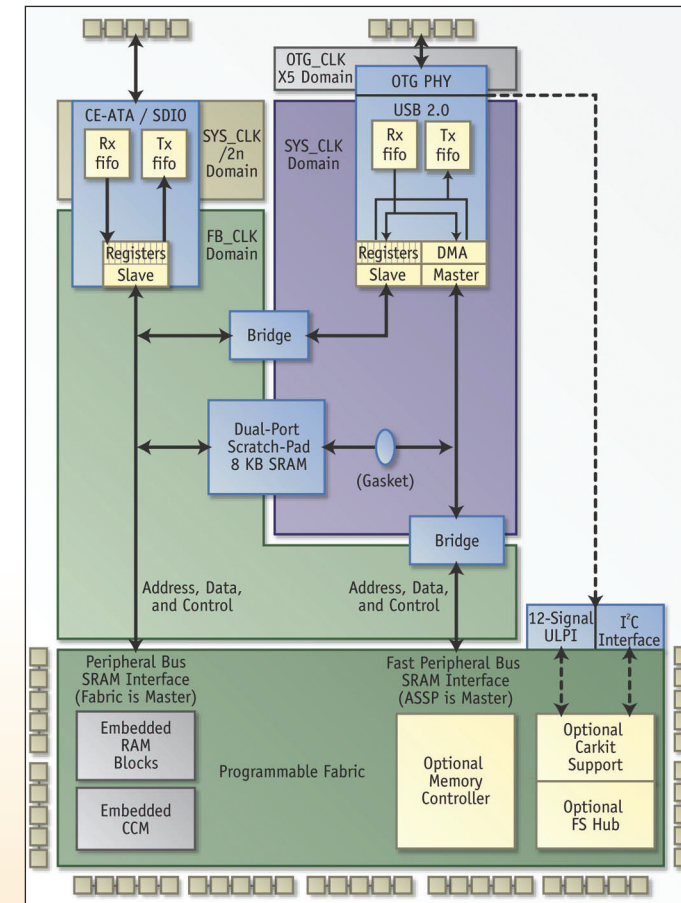 OTG_CLK
X5 Domain
OTG PHY
CE-ATA / SDIO
USB 2.0
Rx
fifo
Tx
fifo
SYS_CLK
/2n
Domain
SYS_CLK
Domain
Rx
fifo
Tx
fifo
FB_CLK
Domain
Registers
Slave
Registers
DMA
Slave
Master
Bridge
Dual-Port
Scratch-Pad
8 KB SRAM
(Gasket)
Bridge
Address, Data,
and Control
Address, Data,
and Control
12-Signal
ULPI
I²C
Interface
Peripheral Bus
SRAM Interface
(Fabric is Master)
Fast Peripheral Bus
SRAM Interface
(ASSP is Master)
Embedded
RAM
Blocks
Programmable Fabric
Optional
Memory
Controller
Optional
Carkit
Support
Embedded
CCM
Optional
FS Hub